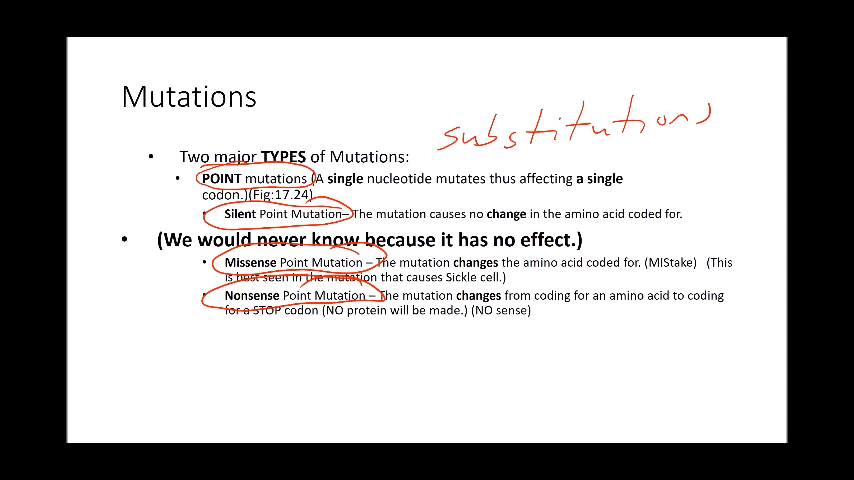 Mutations
substitutions
• Two major TYPES of Mutations:
• POINT mutations (A single nucleotide mutates thus affecting a single
codon.)(Fig:17.24)
• Silent Point Mutation– The mutation causes no change in the amino acid coded for.
• (We would never know because it has no effect.)
• Missense Point Mutation – The mutation changes the amino acid coded for. (MIStake) (This
is best seen in the mutation that causes Sickle cell.)
• Nonsense Point Mutation – The mutation changes from coding for an amino acid to coding
for a STOP codon (NO protein will be made.) (NO sense)